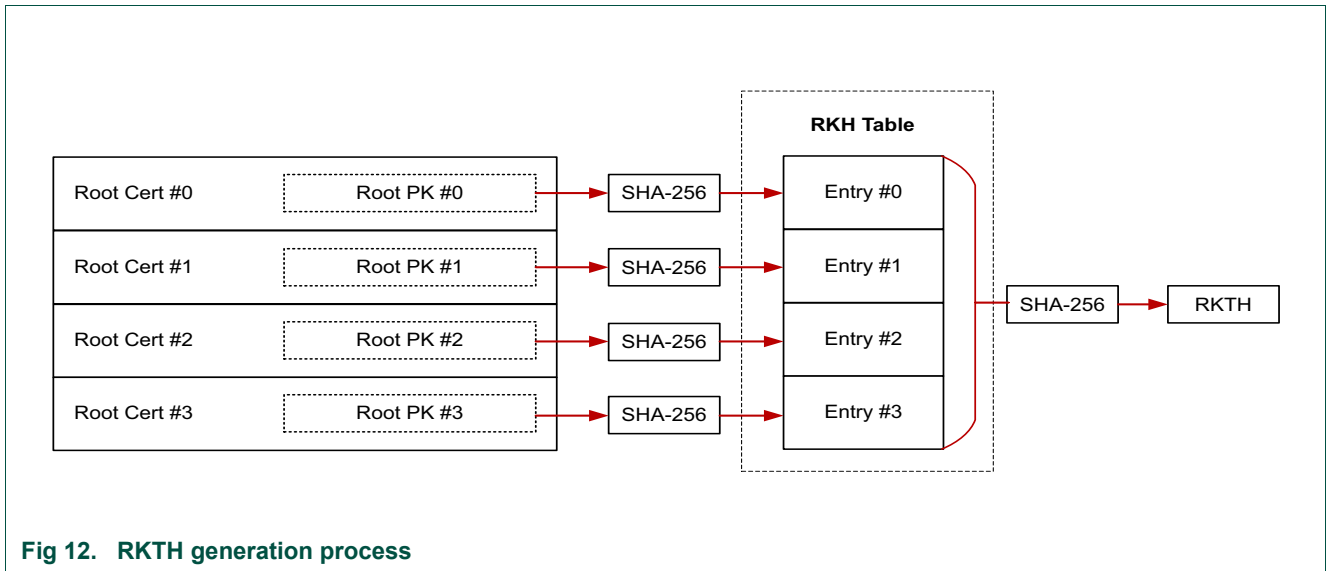 RKH Table
Root Cert #0 Root PK #0 SHA-256 Entry #0
Root Cert #1 Root PK #1 SHA-256 Entry #1
SHA-256 RKTH
Root Cert #2 Root PK #2 SHA-256 Entry #2
Root Cert #3 Root PK #3 SHA-256 Entry #3
Fig 12. RKTH generation process